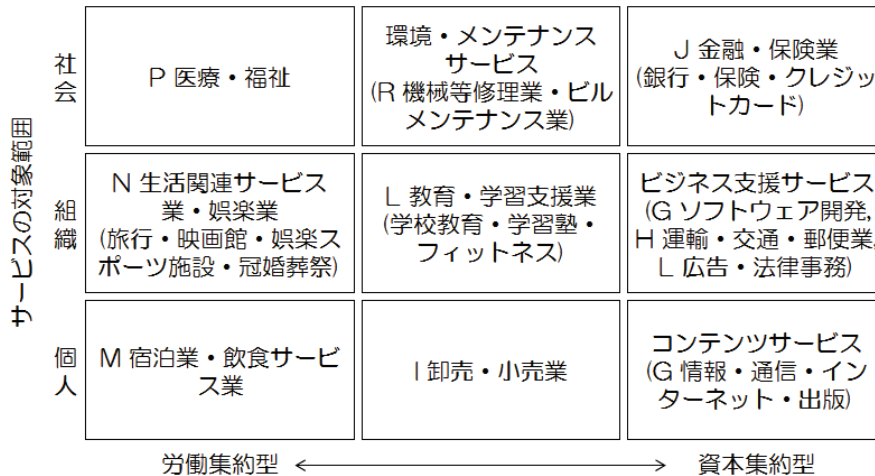 サービスの対象範囲
社会
P 医療・福祉
環境・メンテナンス
サービス
(R 機械等修理業・ビル
メンテナンス業)
J 金融・保険業
(銀行・保険・クレジッ
トカード)
組織
N 生活関連サービス
業・娯楽業
(旅行・映画館・娯楽ス
ポーツ施設・冠婚葬祭)
L 教育・学習支援業
(学校教育・学習塾・
フィットネス)
ビジネス支援サービス
(G ソフトウェア開発,
H 運輸・交通・郵便業,
L 広告・法律事務)
個人
M 宿泊業・飲食サービ
ス業
I 卸売・小売業
コンテンツサービス
(G 情報・通信・イン
ターネット・出版)
労働集約型 ←→ 資本集約型